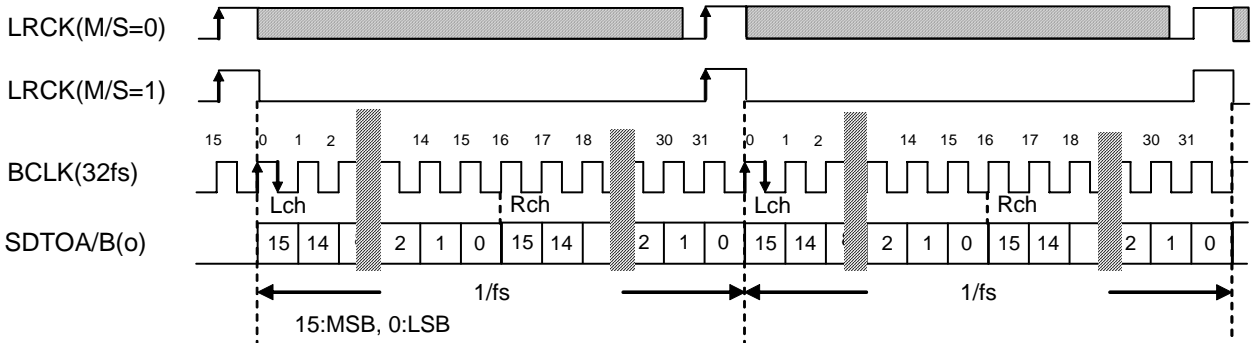 LRCK(M/S=0)
LRCK(M/S=1)
15 0 1 2 14 15 16 17 18 30 31 0 1 2 14 15 16 17 18 30 31
BCLK(32fs)
Lch Rch Lch Rch
SDTOA/B(o) 15 14 2 1 0 15 14 2 1 0 15 14 2 1 0 15 14 2 1 0
1/fs 1/fs
15:MSB, 0:LSB